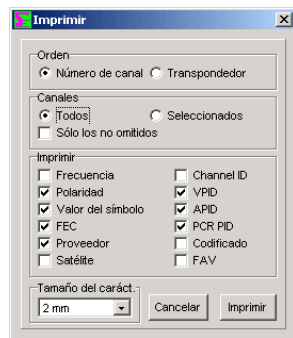 Imprimir
Orden
Número de canal Transpondedor
Canales
Todos Seleccionados
Sólo los no omitidos
Imprimir
Frecuencia Channel ID
Polaridad VPID
Valor del símbolo APID
FEC PCR PID
Proveedor Codificado
Satélite FAV
Tamaño del caráct.
2 mm Cancelar Imprimir